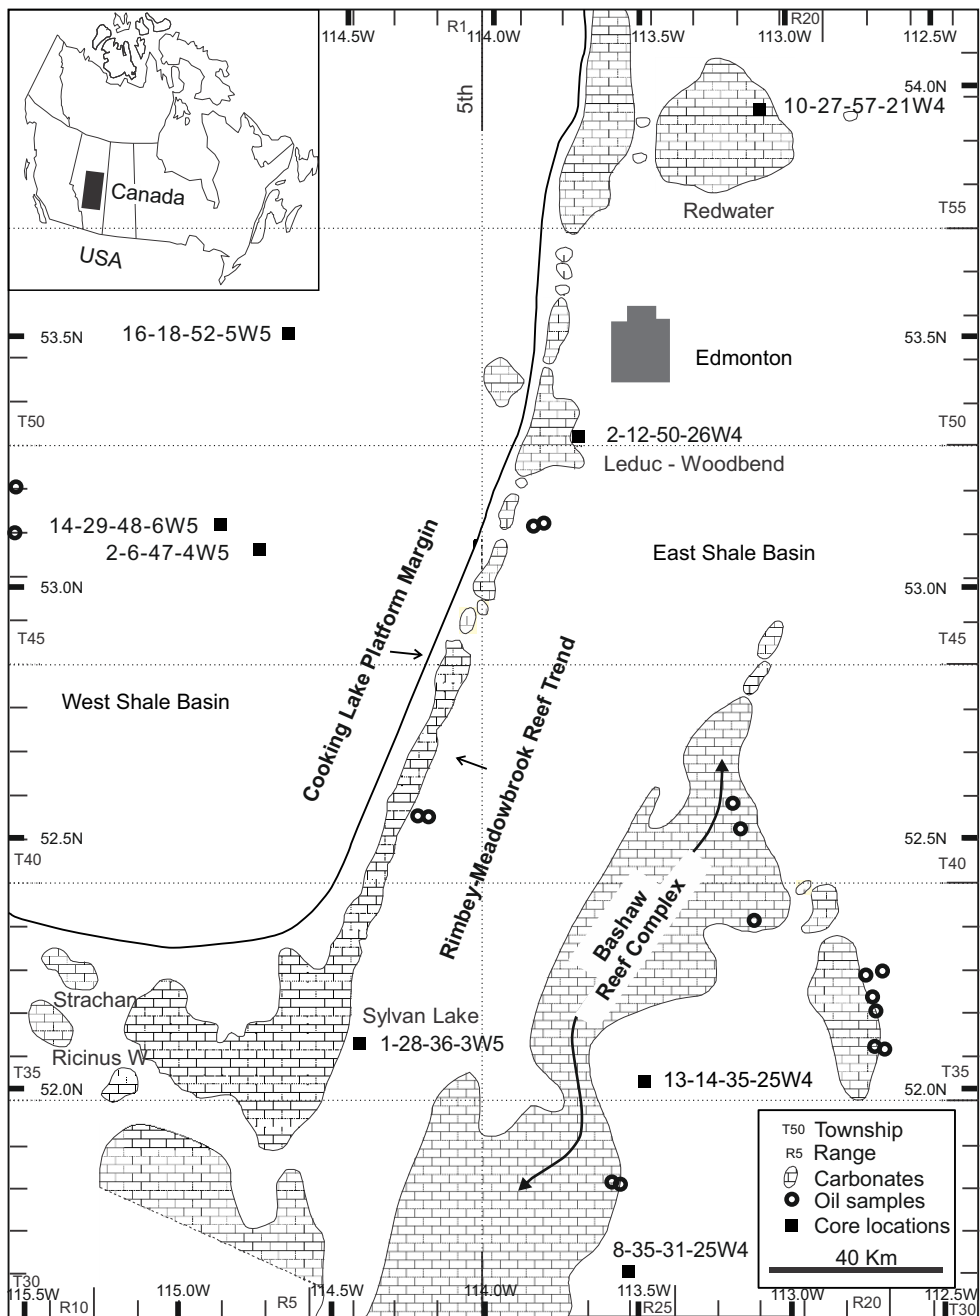 R1
R20
114.5W
114.0W
113.5W
113.0W
112.5W
5th
Canada
USA
54.0N
10-27-57-21W4
Redwater
T55
16-18-52-5W5
53.5N
53.5N
Edmonton
T50
T50
2-12-50-26W4
Leduc - Woodbend
14-29-48-6W5
2-6-47-4W5
East Shale Basin
53.0N
53.0N
T45
T45
Cooking Lake Platform Margin
West Shale Basin
Rimbey-Meadowbrook Reef Trend
52.5N
52.5N
T40
T40
Bashaw
Reef Complex
Strachan
Sylvan Lake
1-28-36-3W5
Ricinus W
13-14-35-25W4
T35
T35
52.0N
52.0N
T50 Township
R5 Range
Carbonates
Oil samples
Core locations
40 Km
8-35-31-25W4
T30
115.5W
115.0W
114.5W
114.0W
113.5W
113.0W
112.5W
R10
R5
R25
R20
T30